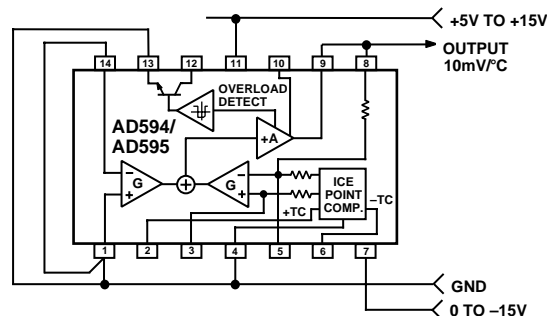 +5V TO +15V
OUTPUT
10mV/°C
14 13 12 11 10 9 8
OVERLOAD
DETECT
AD594/
AD595
+A
–
G
+
–
G
+
ICE
POINT
COMP.
–TC
+TC
1 2 3 4 5 6 7
GND
0 TO –15V